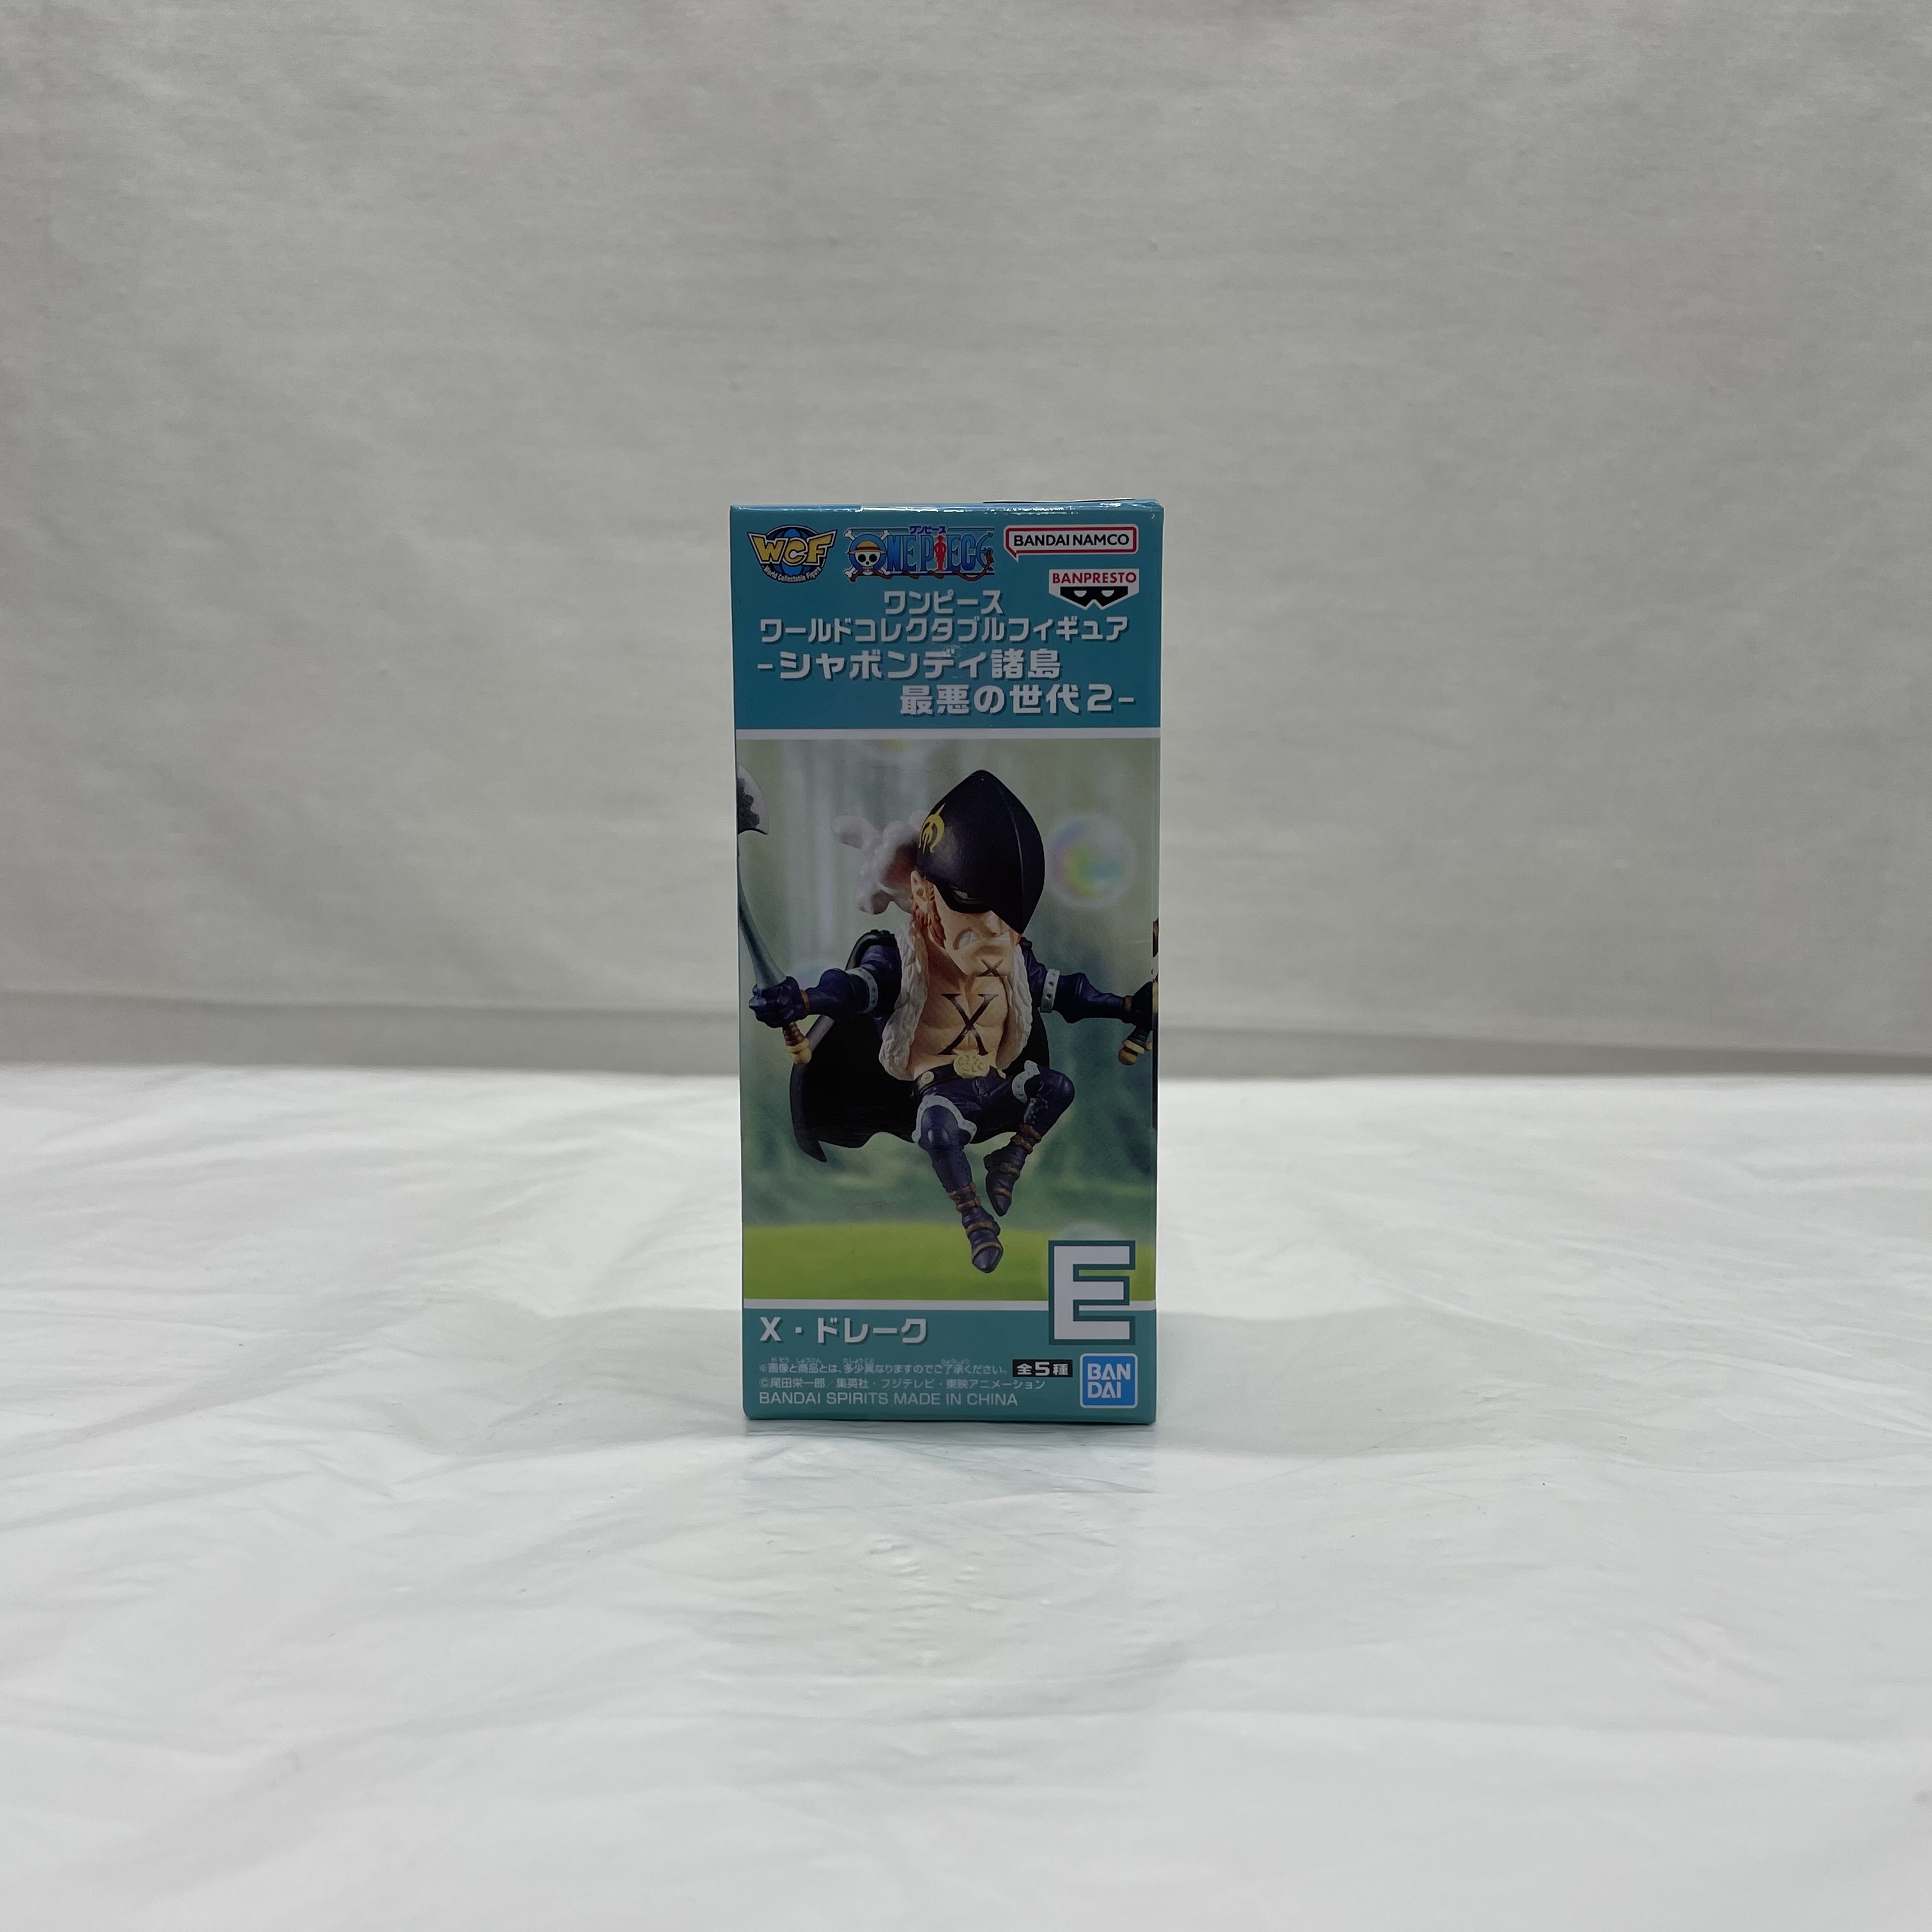 WCF
World Collectable Figure
ワンピース
ONE PIECE
BANDAI NAMCO
BANPRESTO
ワンピース
ワールドコレクタブルフィギュア
-シャボンディ諸島
最悪の世代2-
X
E
X・ドレーク
※画像と商品とは、多少異なりますのでご了承ください。
全5種
©尾田栄一郎／集英社・フジテレビ・東映アニメーション
BANDAI SPIRITS MADE IN CHINA
BAN
DAI